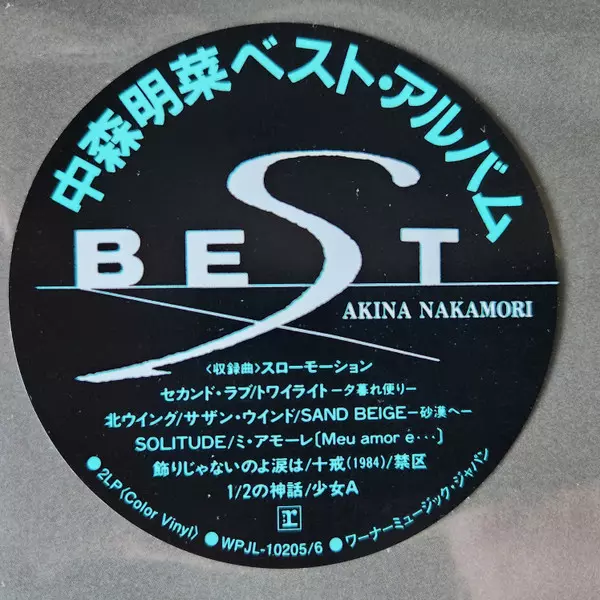 中森明菜ベスト・アルバム
BEST
AKINA NAKAMORI
〈収録曲〉スローモーション
セカンド・ラブ/トワイライト－夕暮れ便り－
北ウイング/サザン・ウインド/SAND BEIGE－砂漠へ－
SOLITUDE/ミ・アモーレ〔Meu amor é･･･〕
飾りじゃないのよ涙は/十戒(1984)/禁区
1/2の神話/少女A
r
●2LP〈Color Vinyl〉 ●WPJL-10205/6 ●ワーナーミュージック・ジャパン